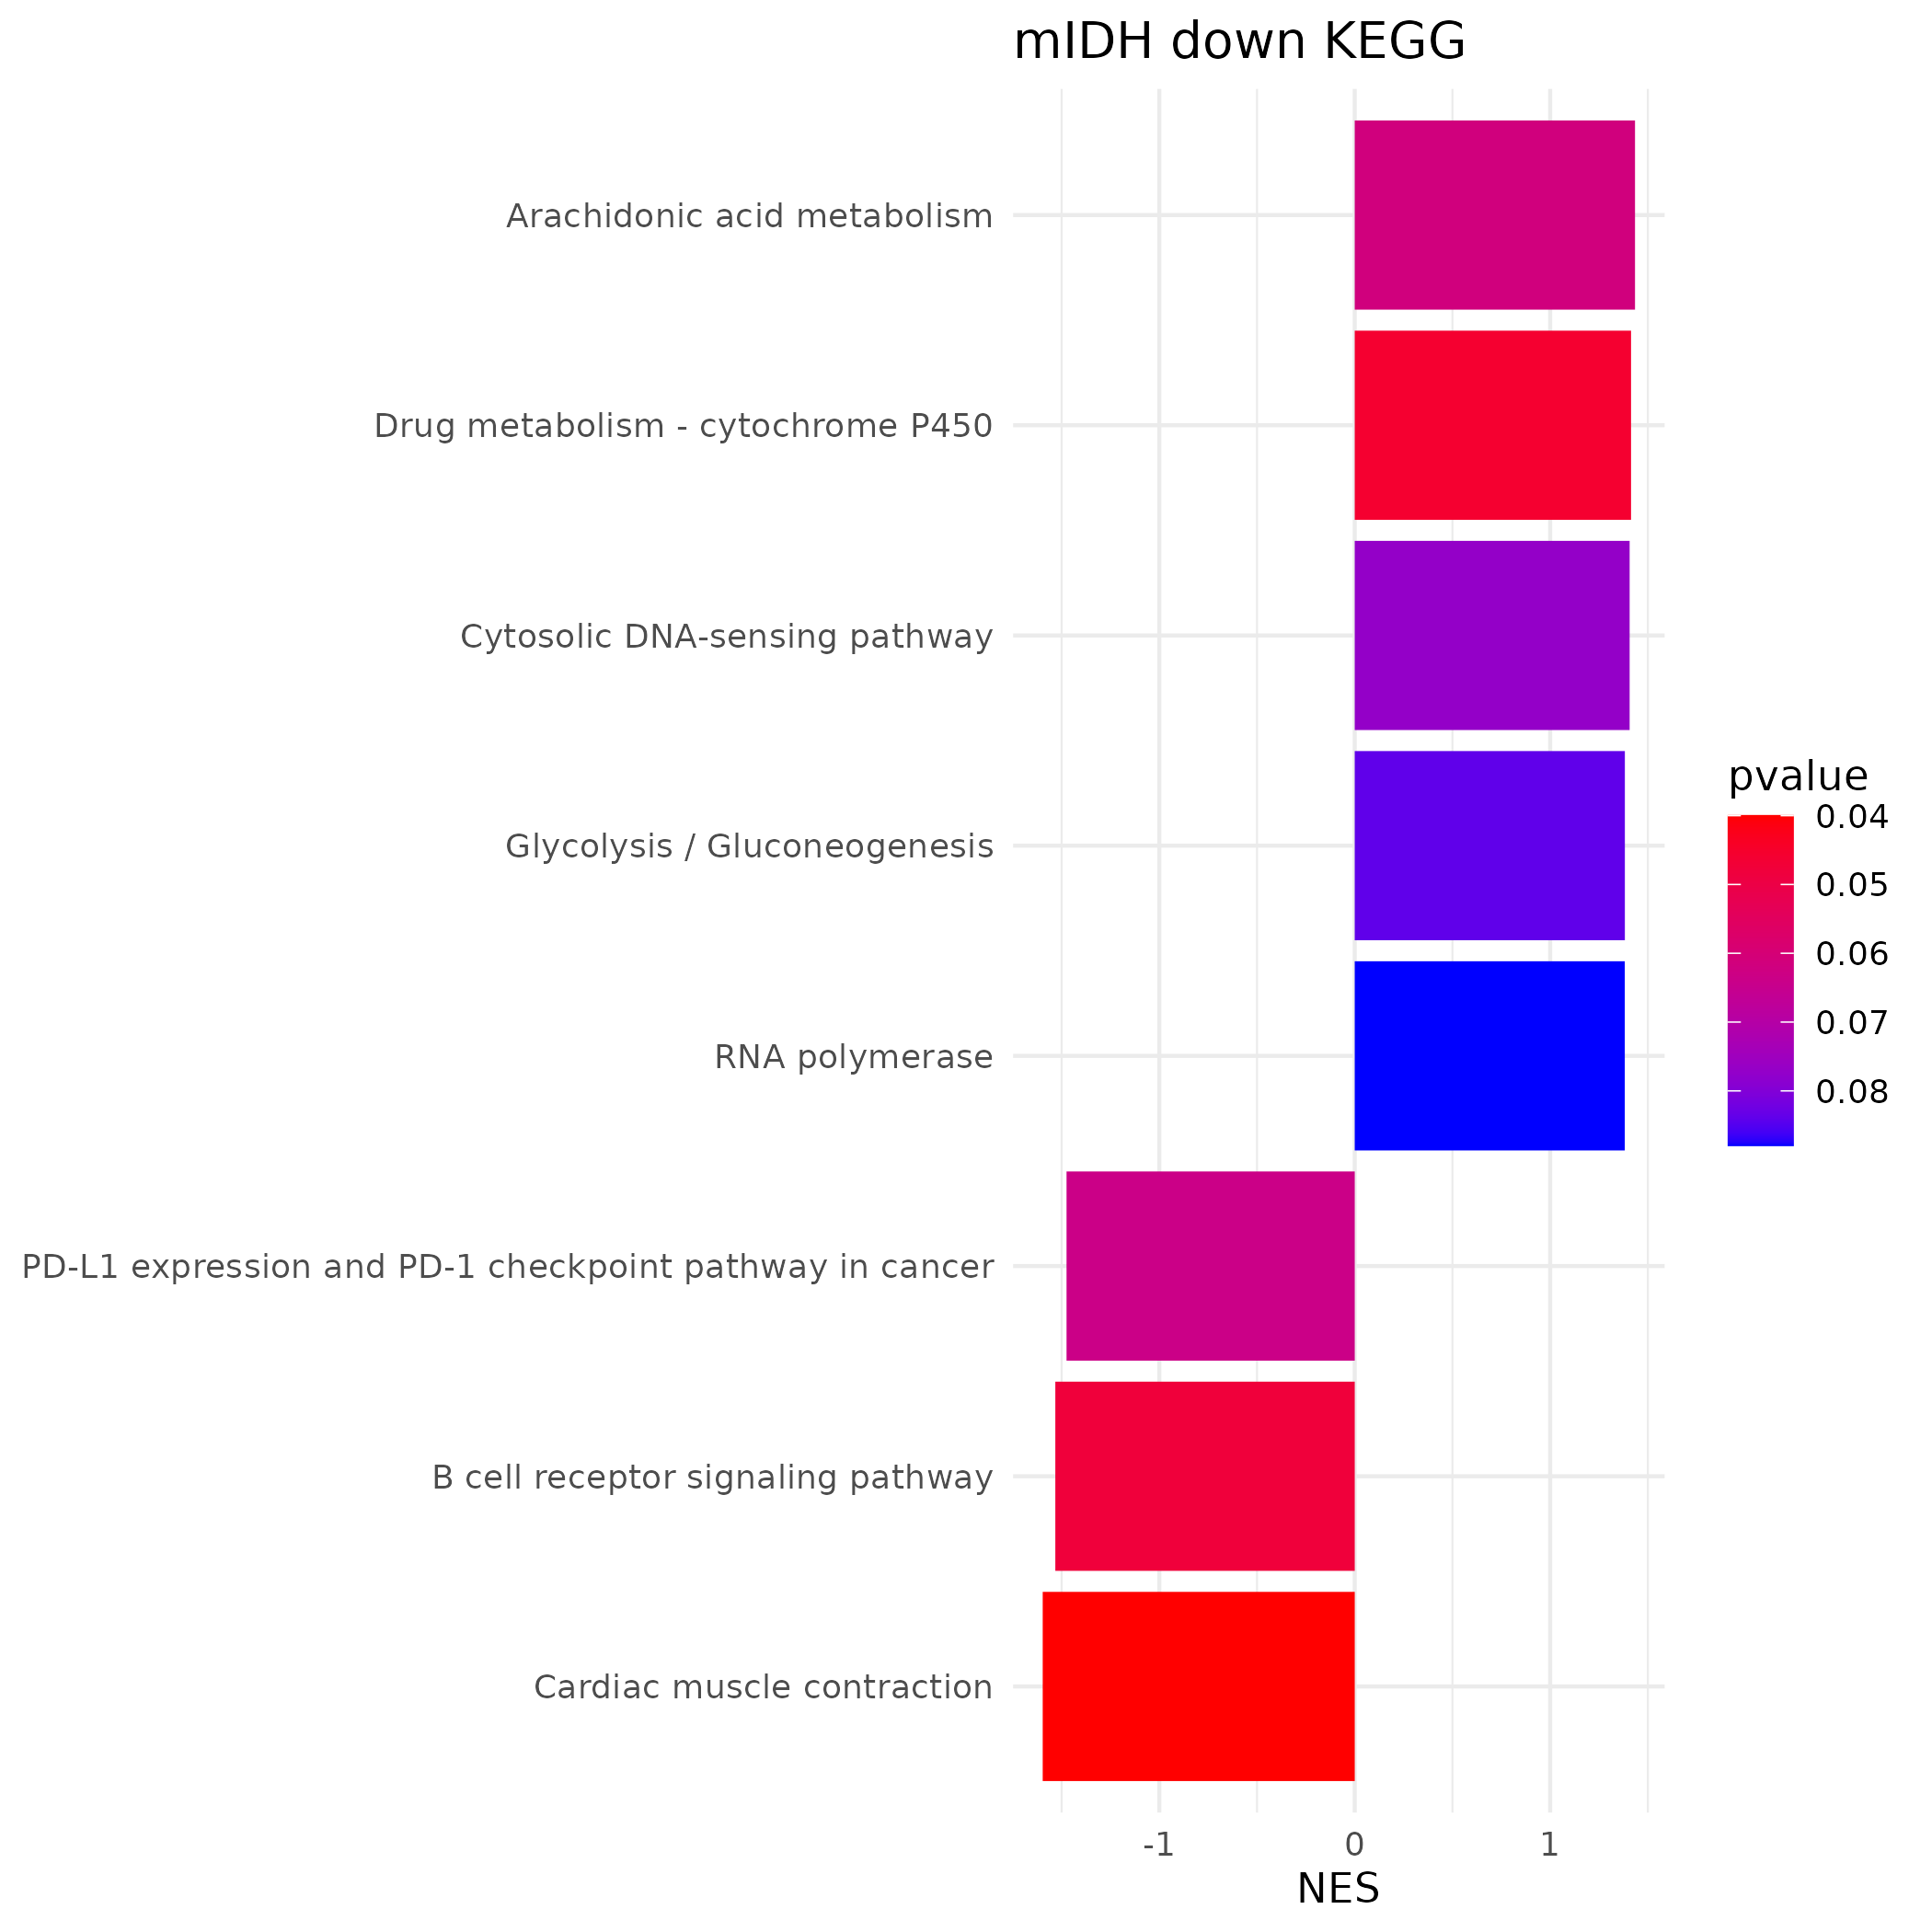 mIDH down KEGG
Arachidonic acid metabolism
Drug metabolism - cytochrome P450
Cytosolic DNA-sensing pathway
Glycolysis / Gluconeogenesis
RNA polymerase
PD-L1 expression and PD-1 checkpoint pathway in cancer
B cell receptor signaling pathway
Cardiac muscle contraction
-1 0 1
NES
pvalue
0.04
0.05
0.06
0.07
0.08